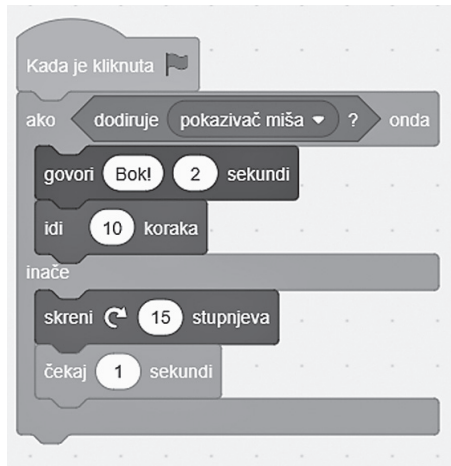 Kada je kliknuta
ako dodiruje pokazivač miša ? onda
govori Bok! 2 sekundi
idi 10 koraka
inače
skreni 15 stupnjeva
čekaj 1 sekundi